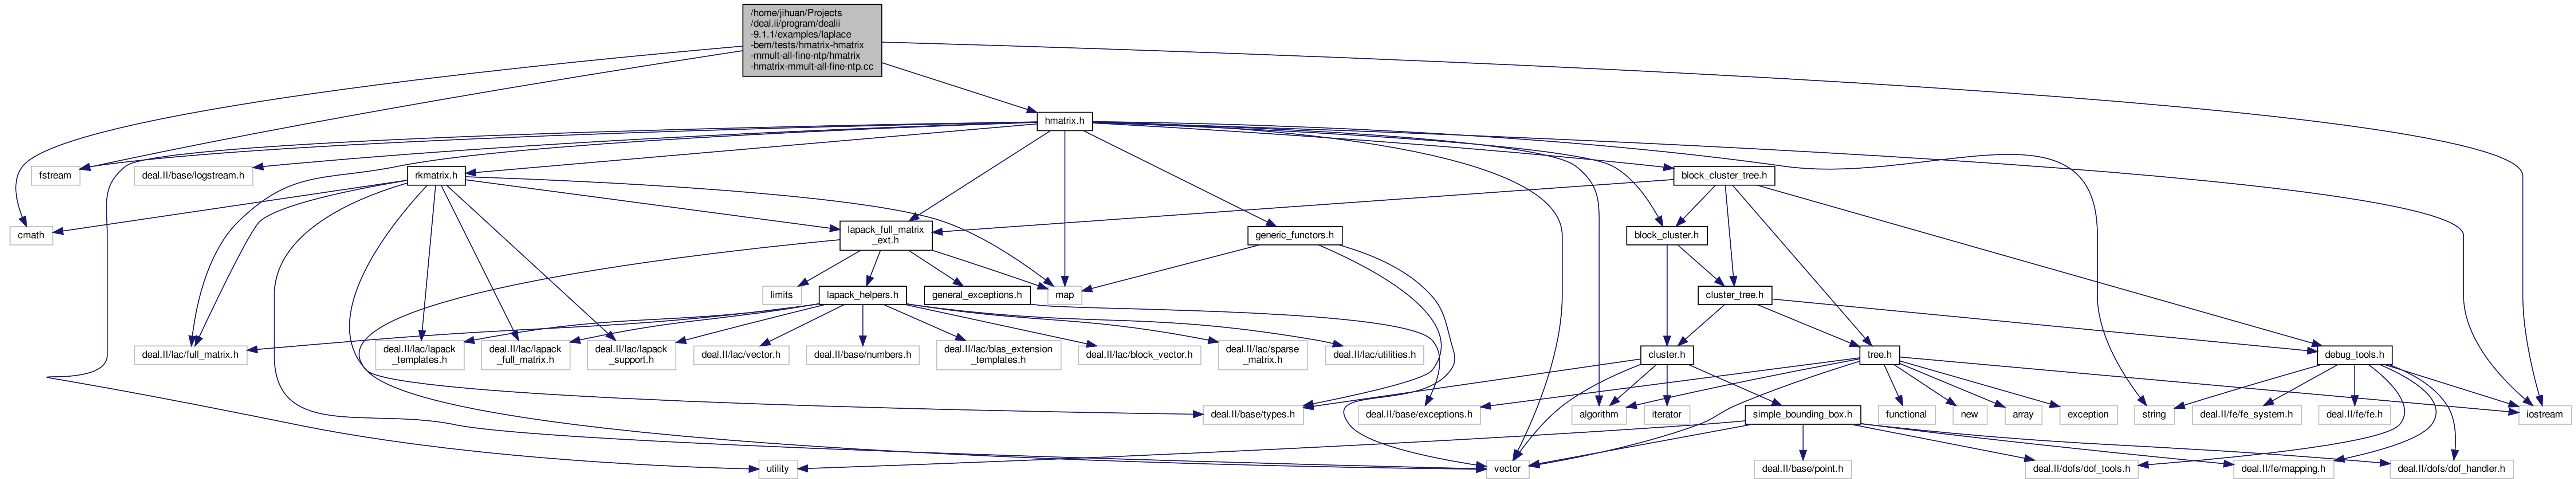 /home/jihuan/Projects
/deal.ii/program/dealii
-9.1.1/examples/laplace
-bem/tests/hmatrix-hmatrix
-mmult-all-fine-ntp/hmatrix
-hmatrix-mmult-all-fine-ntp.cc
hmatrix.h
fstream
deal.II/base/logstream.h
rkmatrix.h
block_cluster_tree.h
cmath
lapack_full_matrix
_ext.h
generic_functors.h
block_cluster.h
limits
lapack_helpers.h
general_exceptions.h
map
cluster_tree.h
deal.II/lac/full_matrix.h
deal.II/lac/lapack
_templates.h
deal.II/lac/lapack
_full_matrix.h
deal.II/lac/lapack
_support.h
deal.II/lac/vector.h
deal.II/base/numbers.h
deal.II/lac/blas_extension
_templates.h
deal.II/lac/block_vector.h
deal.II/lac/sparse
_matrix.h
deal.II/lac/utilities.h
cluster.h
tree.h
debug_tools.h
deal.II/base/types.h
deal.II/base/exceptions.h
algorithm
iterator
simple_bounding_box.h
functional
new
array
exception
string
deal.II/fe/fe_system.h
deal.II/fe/fe.h
iostream
utility
vector
deal.II/base/point.h
deal.II/dofs/dof_tools.h
deal.II/fe/mapping.h
deal.II/dofs/dof_handler.h